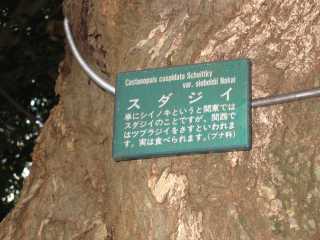 Castanopsis cuspidata Schottky
var. sieboldii Nakai
スダジイ
単にシイノキというと関東では
スダジイのことですが、関西で
はツブラジイをさすといわれま
す。実は食べられます。(ブナ科)